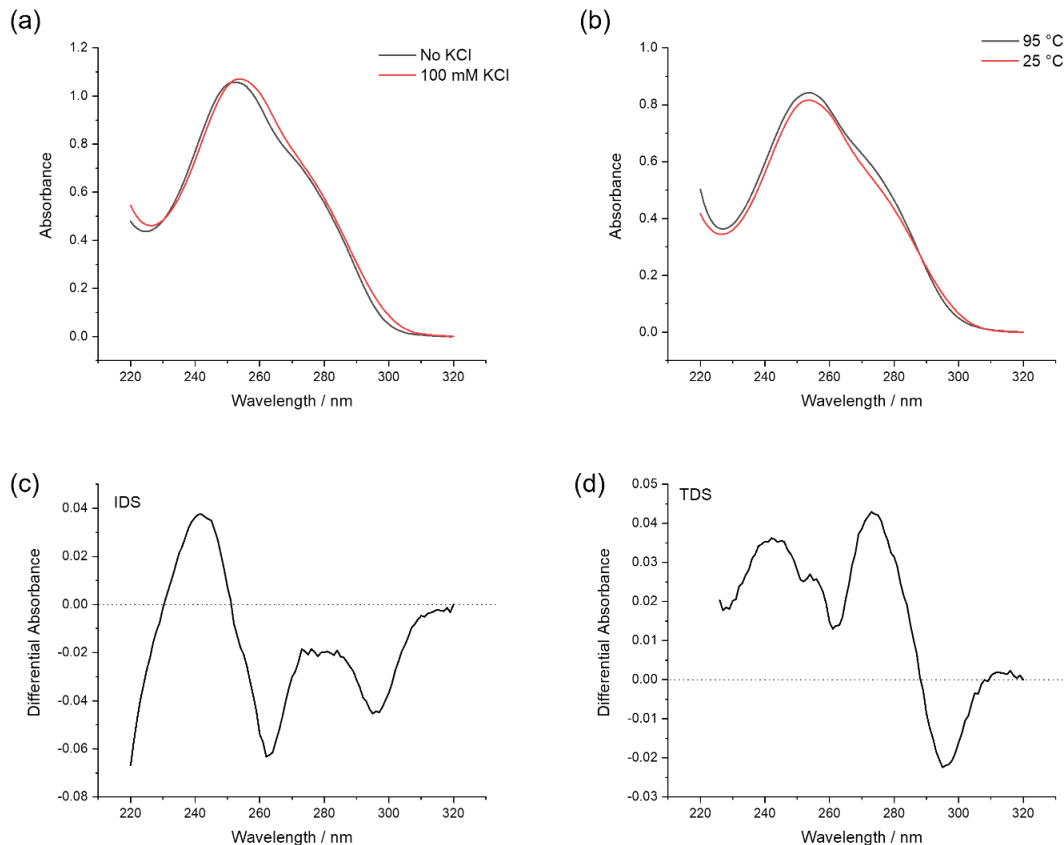 (a)
1.2
1.0
0.8
0.6
0.4
0.2
0.0
Absorbance
No KCl
100 mM KCl
220 240 260 280 300 320
Wavelength / nm
(b)
1.0
0.8
0.6
0.4
0.2
0.0
Absorbance
95 °C
25 °C
220 240 260 280 300 320
Wavelength / nm
(c)
IDS
0.04
0.02
0.00
-0.02
-0.04
-0.06
-0.08
Differential Absorbance
220 240 260 280 300 320
Wavelength / nm
(d)
TDS
0.05
0.04
0.03
0.02
0.01
0.00
-0.01
-0.02
-0.03
Differential Absorbance
220 240 260 280 300 320
Wavelength / nm